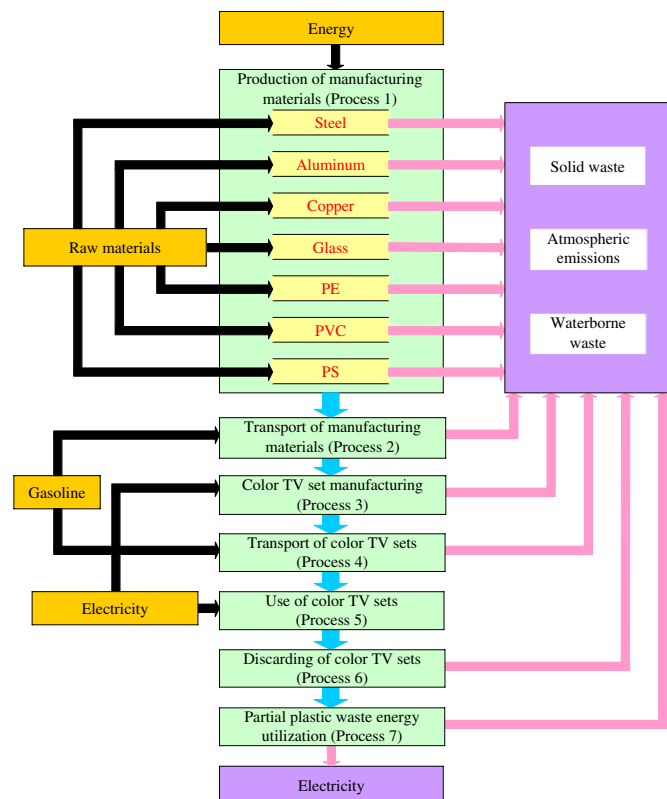 Energy
Production of manufacturing
materials (Process 1)
Steel
Aluminum
Copper
Glass
PE
PVC
PS
Raw materials
Solid waste
Atmospheric
emissions
Waterborne
waste
Transport of manufacturing
materials (Process 2)
Gasoline
Color TV set manufacturing
(Process 3)
Transport of color TV sets
(Process 4)
Electricity
Use of color TV sets
(Process 5)
Discarding of color TV sets
(Process 6)
Partial plastic waste energy
utilization (Process 7)
Electricity